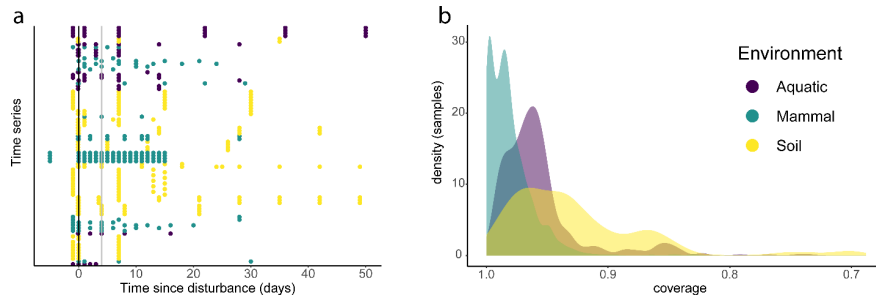 a
Time series
0
10
20
30
40
50
Time since disturbance (days)
b
density (samples)
30
20
10
0
1.0
0.9
0.8
0.7
coverage
Environment
Aquatic
Mammal
Soil